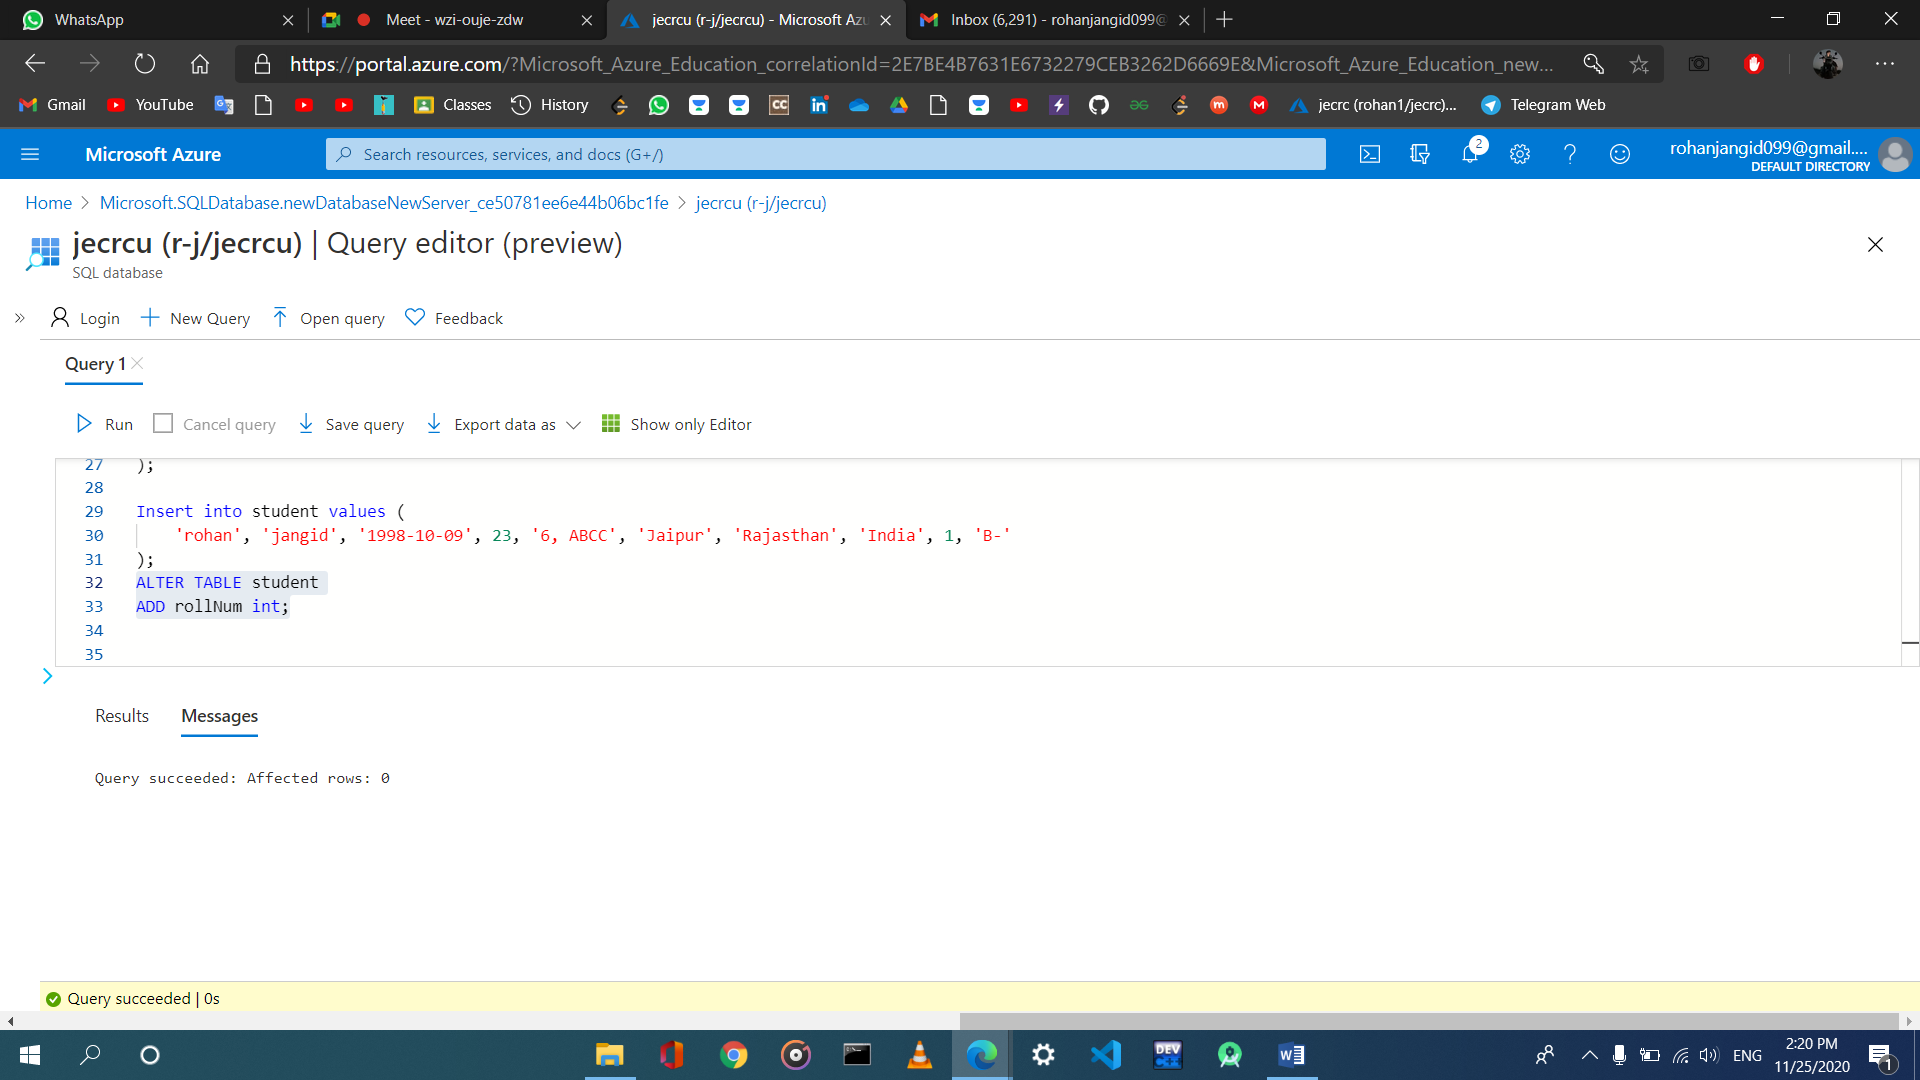 WhatsApp
Meet - wzi-ouje-zdw
jecrcu (r-j/jecrcu) - Microsoft Azu
Inbox (6,291) - rohanjangid099@
https://portal.azure.com/?Microsoft_Azure_Education_correlationId=2E7BE4B7631E6732279CEB3262D6669E&Microsoft_Azure_Education_new...
Gmail
YouTube
Classes
History
CC
jecrc (rohan1/jecrc)...
Telegram Web
Microsoft Azure
Search resources, services, and docs (G+/)
2
rohanjangid099@gmail....
DEFAULT DIRECTORY
Home > Microsoft.SQLDatabase.newDatabaseNewServer_ce50781ee6e44b06bc1fe > jecrcu (r-j/jecrcu)
jecrcu (r-j/jecrcu) | Query editor (preview)
SQL database
Login
New Query
Open query
Feedback
Query 1
Run
Cancel query
Save query
Export data as
Show only Editor
27 );
28
29 Insert into student values (
30 'rohan', 'jangid', '1998-10-09', 23, '6, ABCC', 'Jaipur', 'Rajasthan', 'India', 1, 'B-'
31 );
32 ALTER TABLE student
33 ADD rollNum int;
34
35
Results
Messages
Query succeeded: Affected rows: 0
Query succeeded | 0s
DEV C++
ENG
2:20 PM
11/25/2020
1